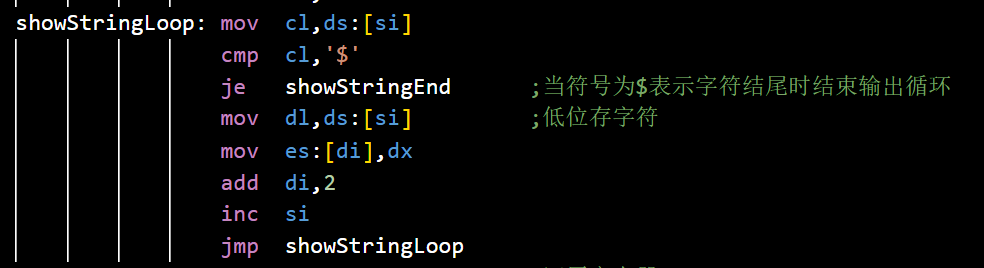 showStringLoop: mov cl,ds:[si]
cmp cl,'$'
je showStringEnd ;当符号为$表示字符结尾时结束输出循环
mov dl,ds:[si] ;低位存字符
mov es:[di],dx
add di,2
inc si
jmp showStringLoop